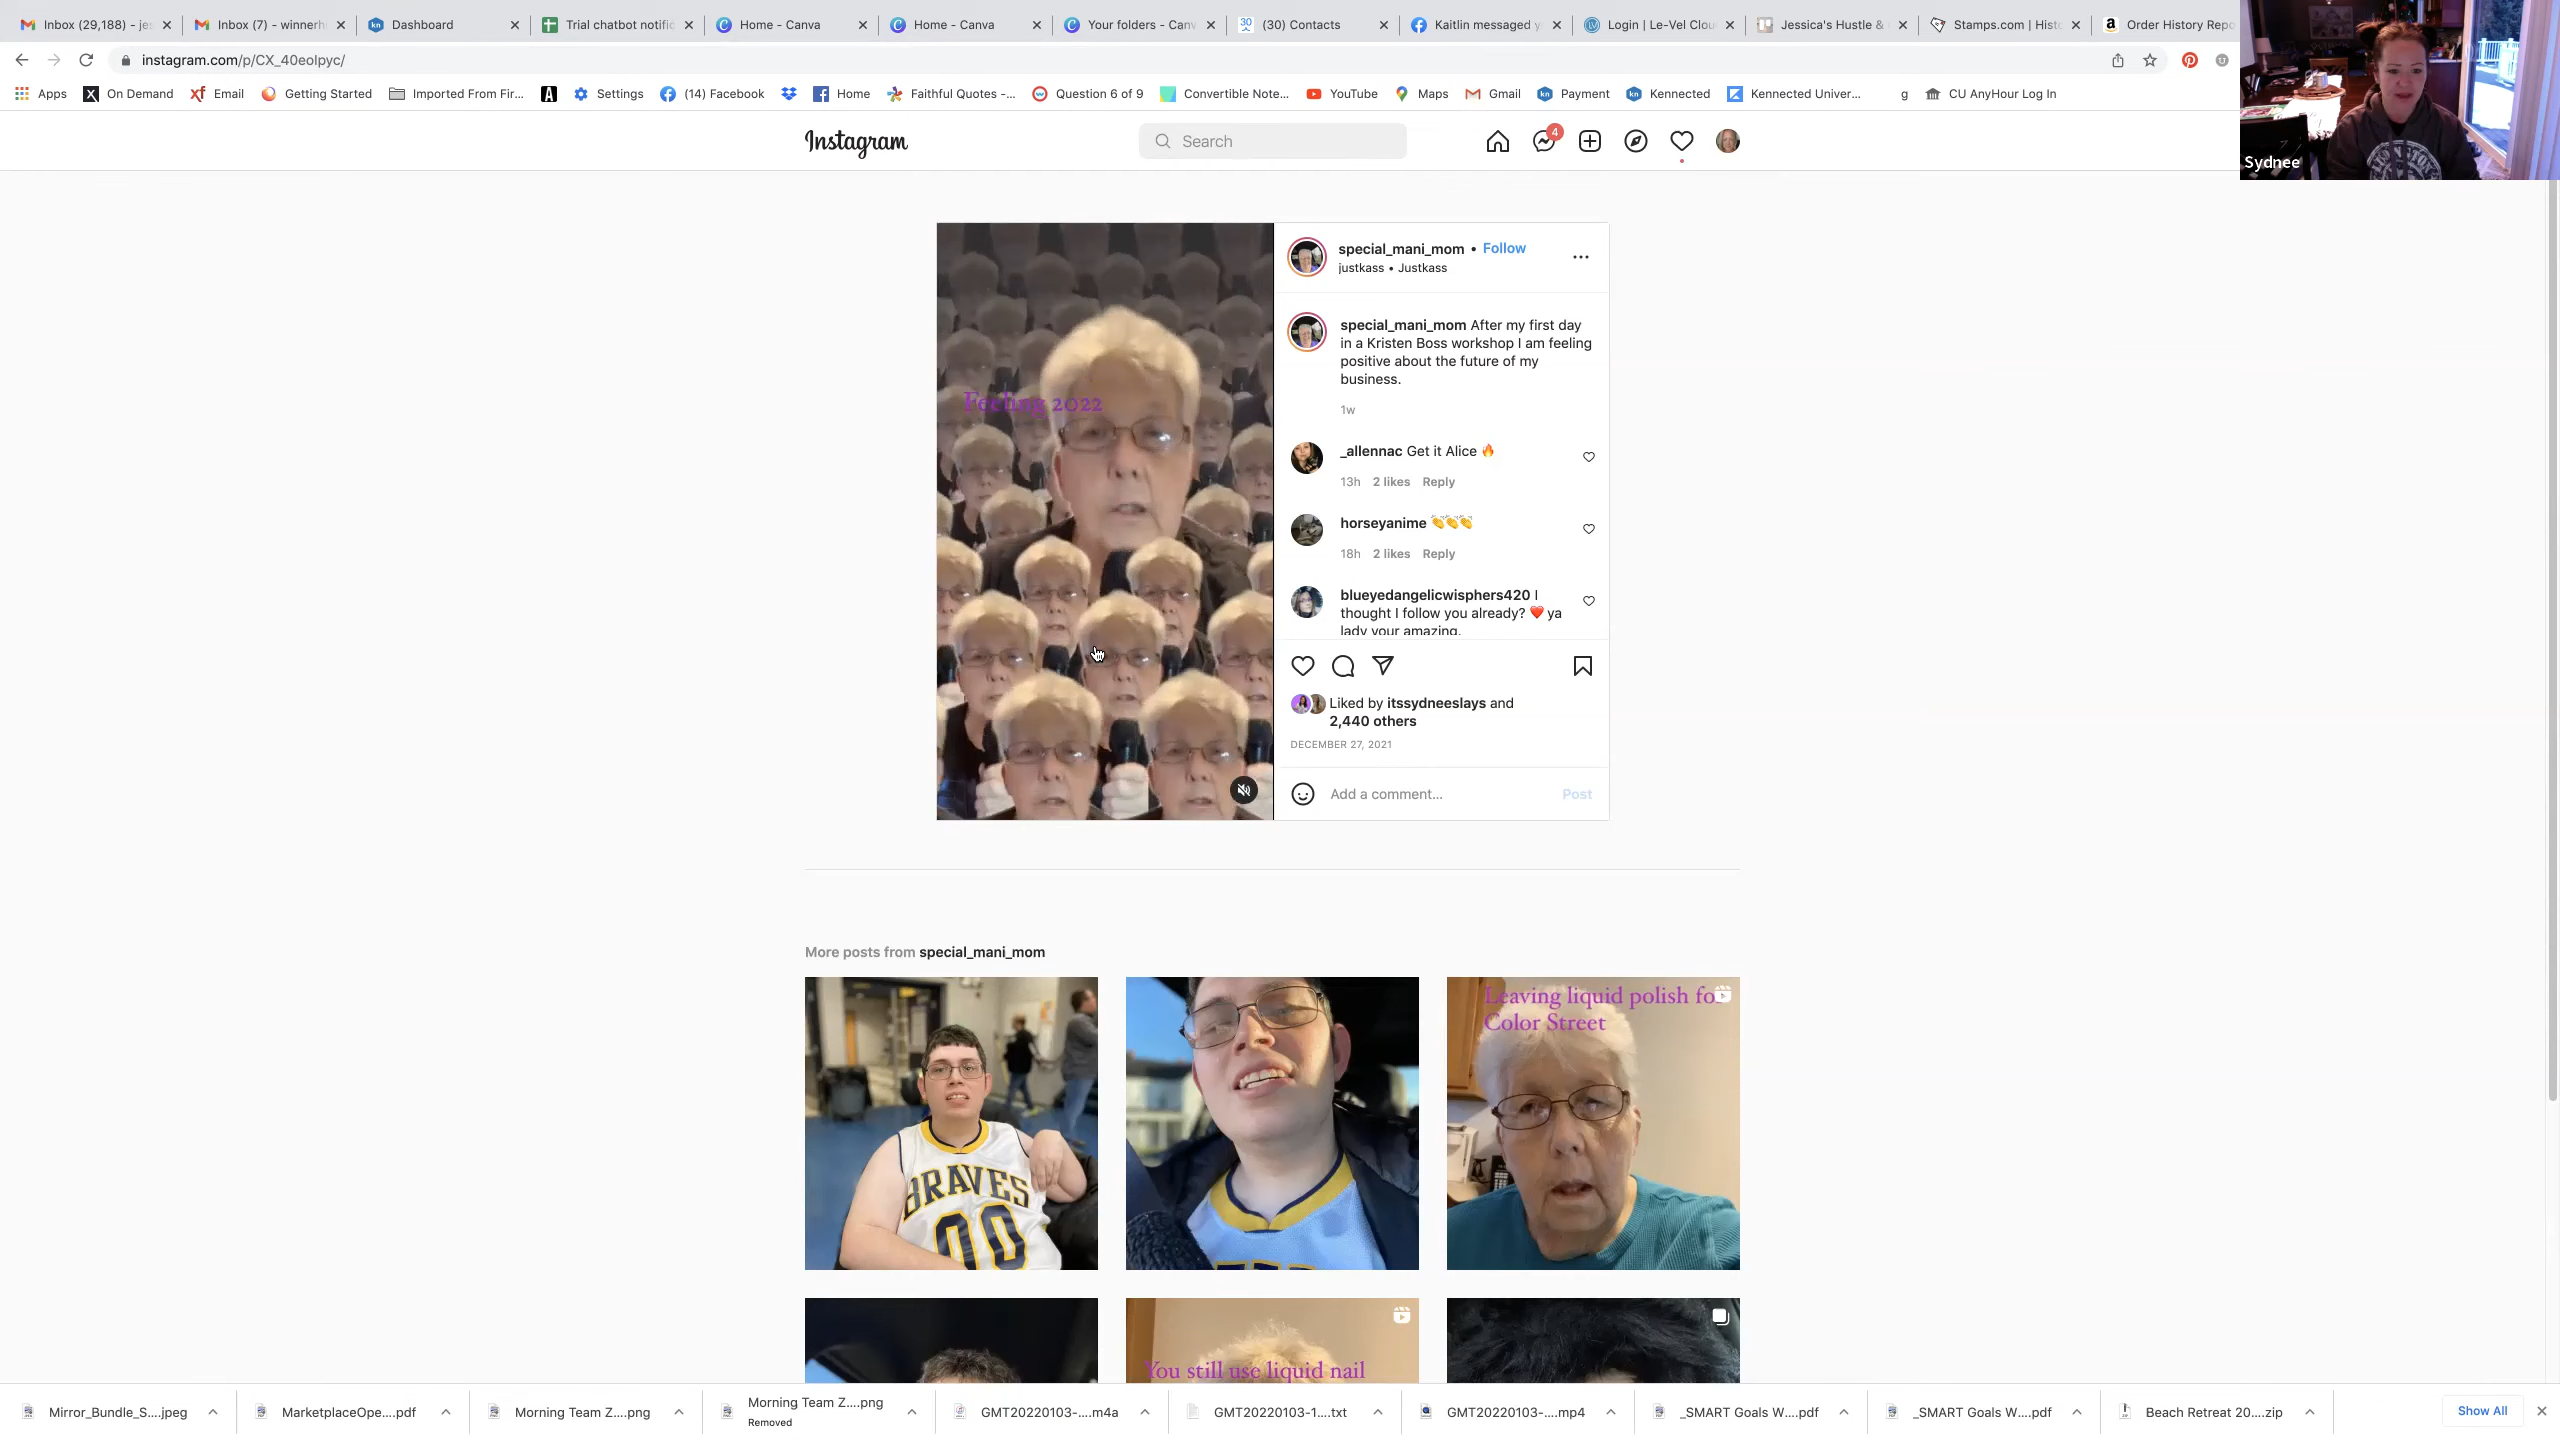 Inbox (29,188) - je
Inbox (7) - winnerh
Dashboard
Trial chatbot notific
Home - Canva
Home - Canva
Your folders - Canv
(30) Contacts
Kaitlin messaged y
Login | Le-Vel Clou
Jessica's Hustle &
Stamps.com | Histo
Order History Repo
instagram.com/p/CX_40eolpyc/
Apps
On Demand
Email
Getting Started
Imported From Fir...
Settings
(14) Facebook
Home
Faithful Quotes -...
Question 6 of 9
Convertible Note...
YouTube
Maps
Gmail
Payment
Kennected
Kennected Univer...
g
CU AnyHour Log In
Sydnee
Instagram
Search
4
Feeling 2022
special_mani_mom • Follow
justkass • Justkass
special_mani_mom After my first day
in a Kristen Boss workshop I am feeling
positive about the future of my
business.
1w
_allennac Get it Alice 🔥
13h 2 likes Reply
horseyanime 👏👏👏
18h 2 likes Reply
blueyedangelicwisphers420 I
thought I follow you already? ❤️ ya
lady your amazing.
Liked by itssydneeslays and
2,440 others
DECEMBER 27, 2021
Add a comment...
Post
More posts from special_mani_mom
BRAVES
00
Leaving liquid polish for
Color Street
You still use liquid nail
Mirror_Bundle_S....jpeg
MarketplaceOpe....pdf
Morning Team Z....png
Morning Team Z....png
Removed
GMT20220103-....m4a
GMT20220103-1....txt
GMT20220103-....mp4
_SMART Goals W....pdf
_SMART Goals W....pdf
Beach Retreat 20....zip
Show All